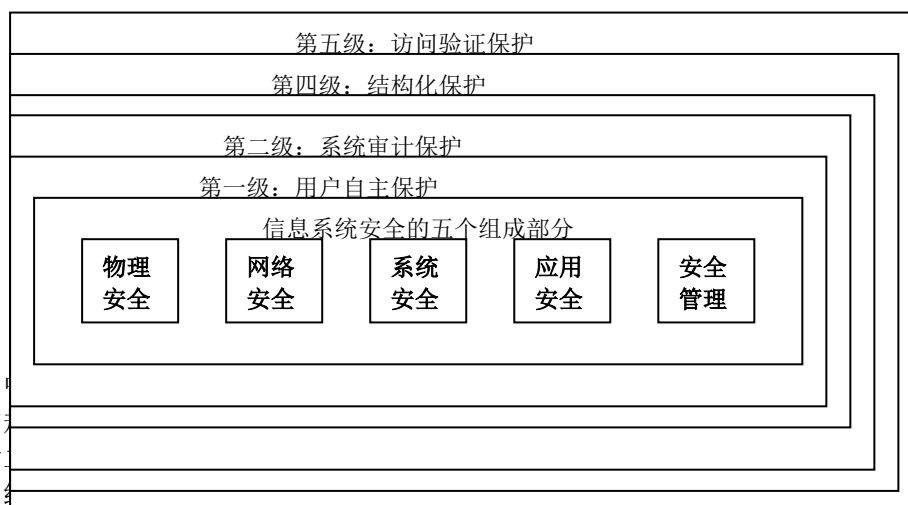 第五级：访问验证保护
第四级：结构化保护
第二级：系统审计保护
第一级：用户自主保护
信息系统安全的五个组成部分
物理 网络 系统 应用 安全
安全 安全 安全 安全 管理